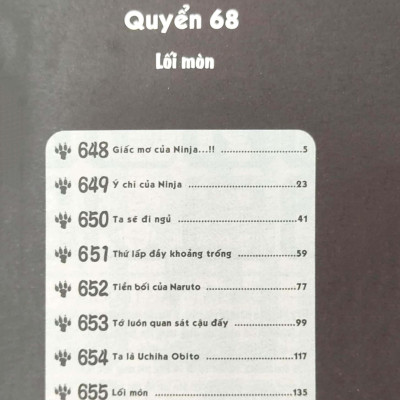 Quyển 68
Lối mòn
648 Giấc mơ của Ninja...!! ........................ 5
649 Ý chí của Ninja ................................ 23
650 Ta sẽ đi ngủ .................................... 41
651 Thứ lấp đầy khoảng trống ................. 59
652 Tiền bối của Naruto .......................... 77
653 Tớ luôn quan sát cậu đấy .................. 99
654 Ta là Uchiha Obito ........................... 117
655 Lối mòn ......................................... 135